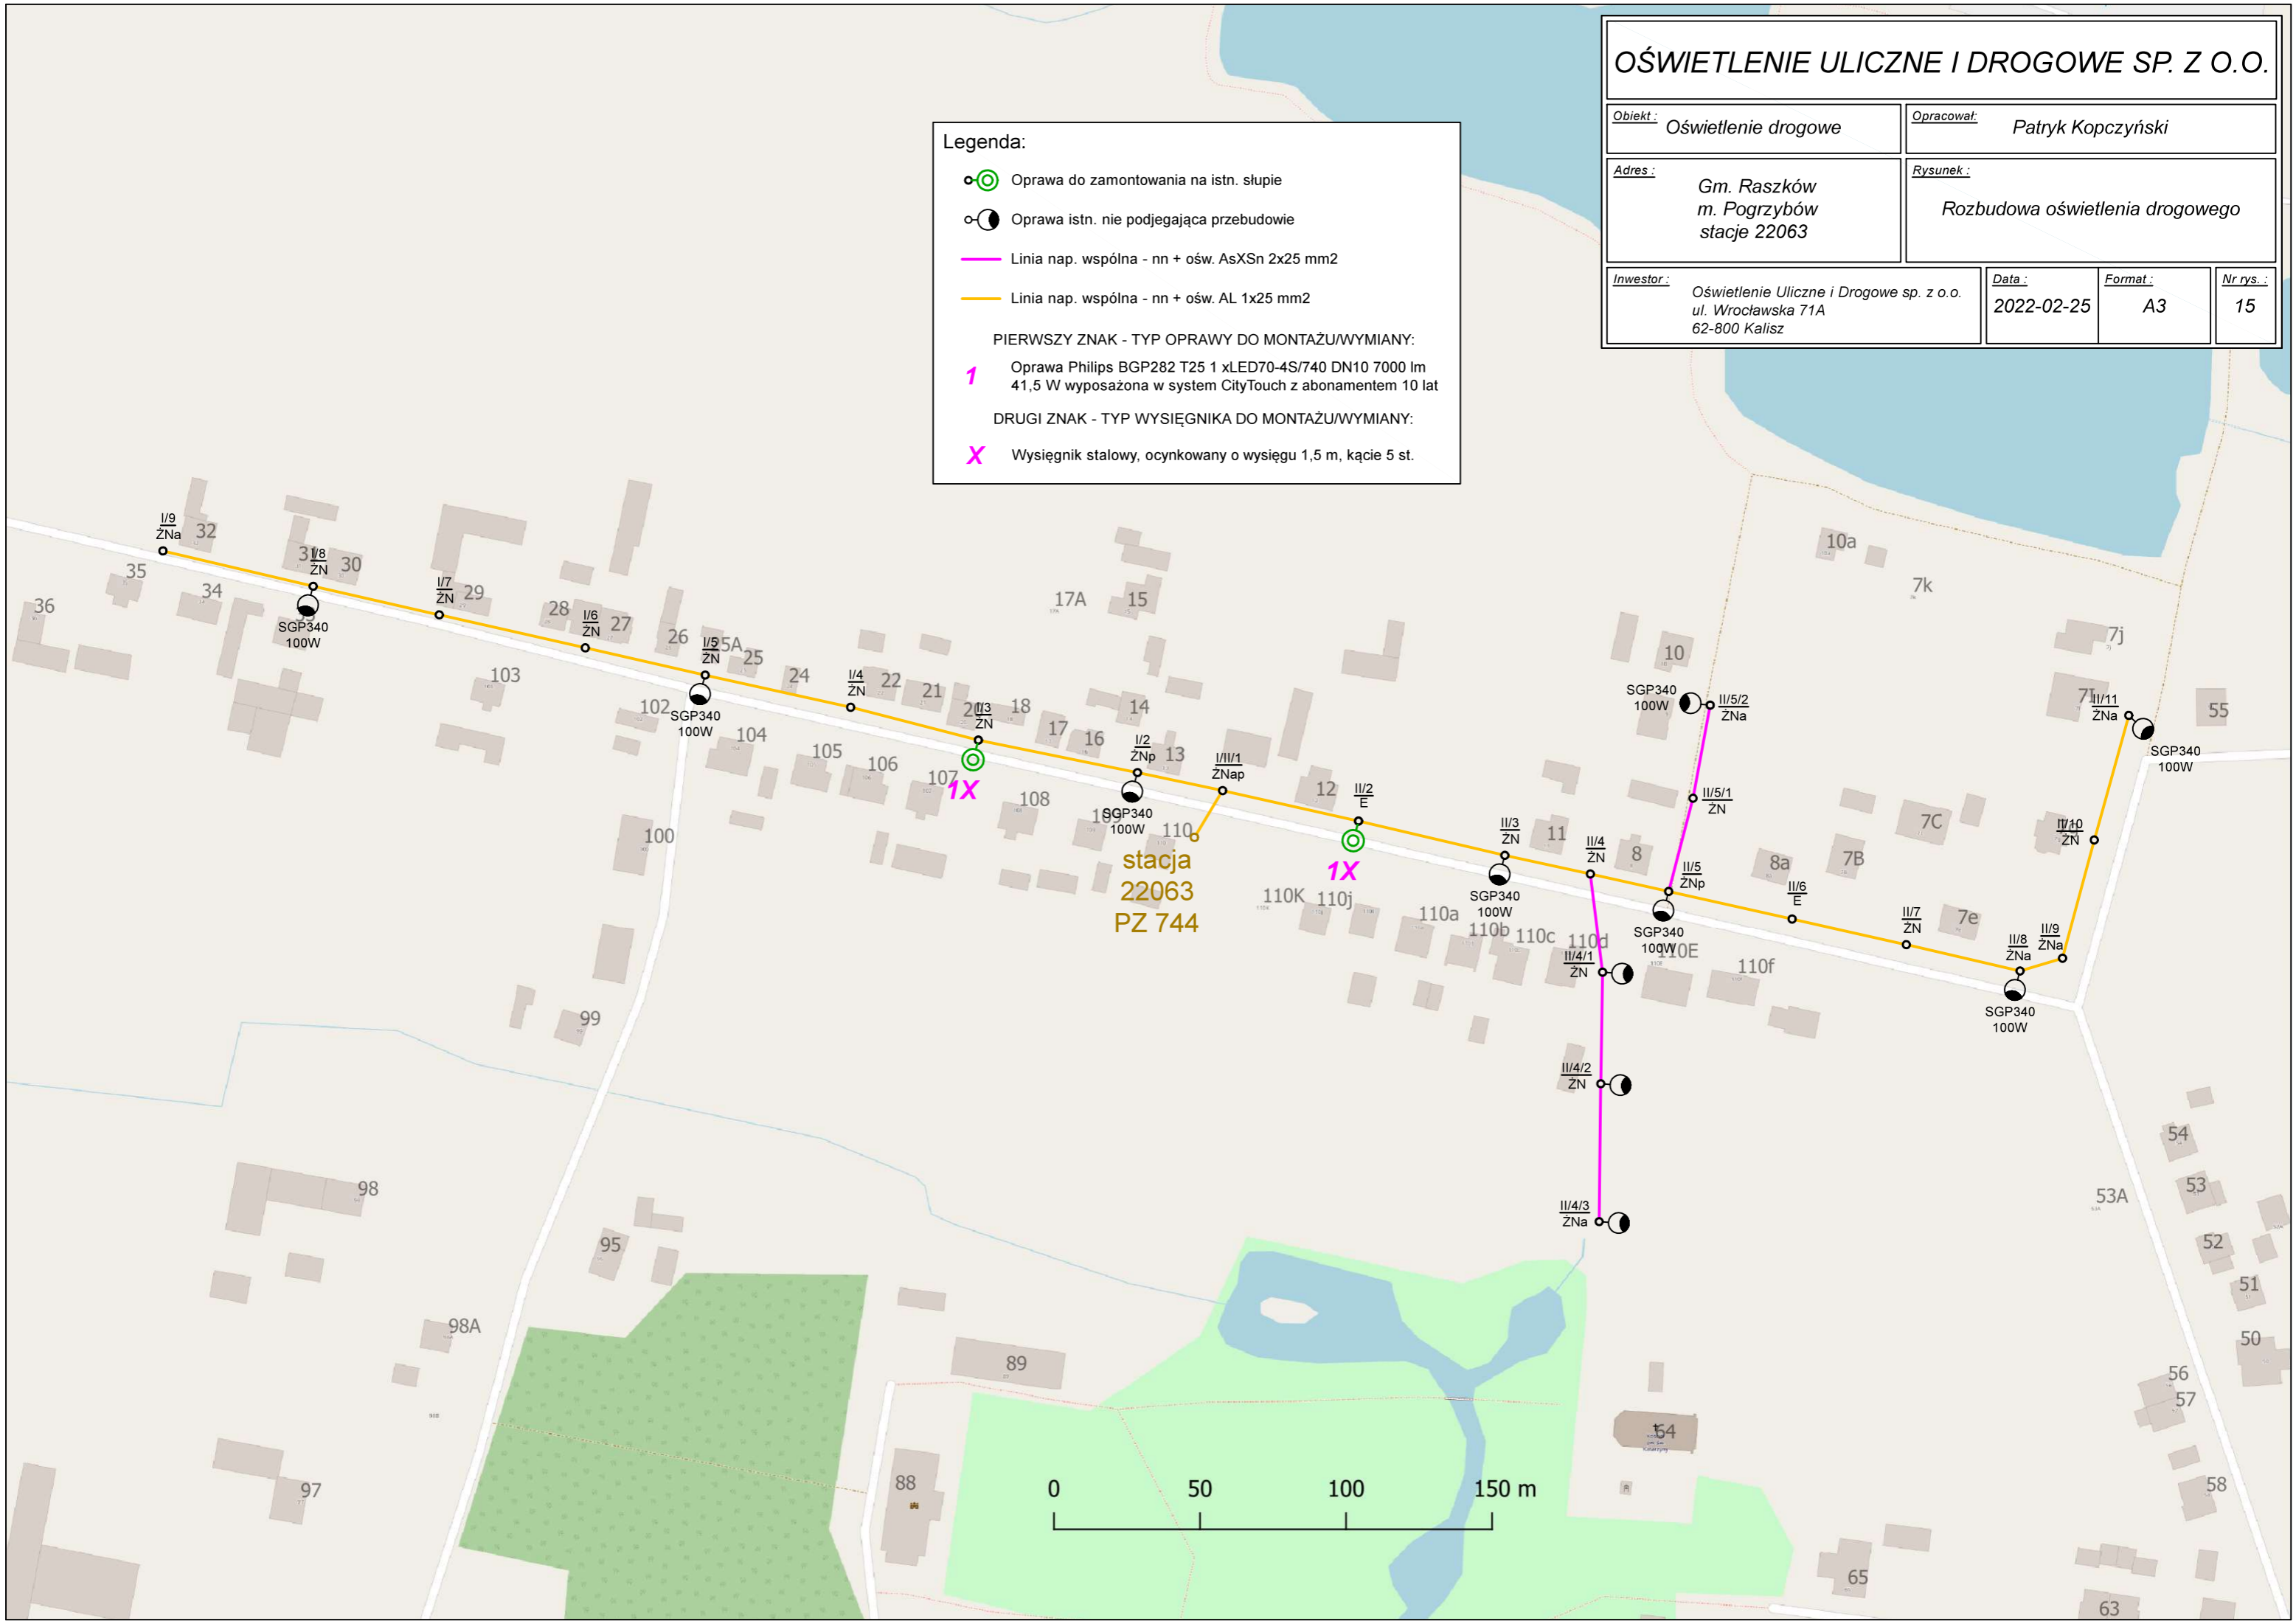 OŚWIETLENIE ULICZNE I DROGOWE SP. Z O.O.
Obiekt :
Oświetlenie drogowe
Opracował:
Patryk Kopczyński
Adres :
Gm. Raszków
m. Pogrzybów
stacje 22063
Rysunek :
Rozbudowa oświetlenia drogowego
Inwestor :
Oświetlenie Uliczne i Drogowe sp. z o.o.
ul. Wrocławska 71A
62-800 Kalisz
Data :
2022-02-25
Format :
A3
Nr rys. :
15
Legenda:
Oprawa do zamontowania na istn. słupie
Oprawa istn. nie podjegająca przebudowie
Linia nap. wspólna - nn + ośw. AsXSn 2x25 mm2
Linia nap. wspólna - nn + ośw. AL 1x25 mm2
PIERWSZY ZNAK - TYP OPRAWY DO MONTAŻU/WYMIANY:
1
Oprawa Philips BGP282 T25 1 xLED70-4S/740 DN10 7000 lm
41,5 W wyposażona w system CityTouch z abonamentem 10 lat
DRUGI ZNAK - TYP WYSIĘGNIKA DO MONTAŻU/WYMIANY:
X
Wysięgnik stalowy, ocynkowany o wysięgu 1,5 m, kącie 5 st.
I/9
ŻNa
32
I/8
ŻN
30
35
34
36
SGP340
100W
I/7
ŻN
29
28
I/6
ŻN
27
26
I/5
ŻN
25A
25
24
103
102
SGP340
100W
104
I/4
ŻN
22
21
I/3
ŻN
18
17
16
105
106
107
1X
108
17A
15
14
13
I/2
ŻNp
SGP340
100W
I/II/1
ŻNap
110
stacja
22063
PZ 744
12
II/2
E
1X
110K
110j
110a
110b
110c
110d
II/3
ŻN
11
SGP340
100W
II/4
ŻN
8
II/5
ŻNp
SGP340
100W
110E
110f
10
SGP340
100W
II/5/2
ŻNa
II/5/1
ŻN
10a
7k
7j
II/11
ŻNa
55
SGP340
100W
7C
7B
8a
II/10
ŻN
II/6
E
II/7
ŻN
7e
II/8
ŻNa
II/9
ŻNa
SGP340
100W
II/4/1
ŻN
II/4/2
ŻN
II/4/3
ŻNa
100
99
98
95
98A
97
89
88
64
65
63
54
53
53A
52
51
50
56
57
58
0 50 100 150 m